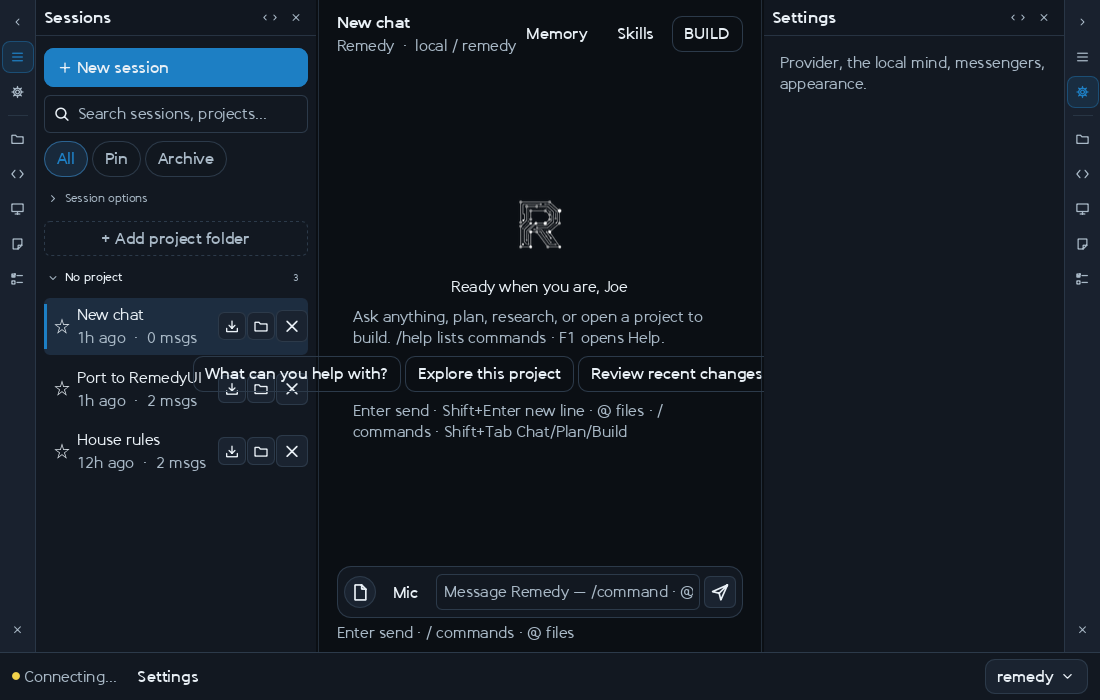 Sessions
+ New session
Search sessions, projects...
All
Pin
Archive
Session options
+ Add project folder
No project
3
New chat
1h ago · 0 msgs
Port to RemedyUI
1h ago · 2 msgs
House rules
12h ago · 2 msgs
New chat
Remedy · local / remedy
Memory
Skills
BUILD
Ready when you are, Joe
Ask anything, plan, research, or open a project to
build. /help lists commands · F1 opens Help.
What can you help with?
Explore this project
Review recent changes
Enter send · Shift+Enter new line · @ files · /
commands · Shift+Tab Chat/Plan/Build
Mic
Message Remedy — /command · @
Enter send · / commands · @ files
Settings
Provider, the local mind, messengers,
appearance.
Connecting...
Settings
remedy